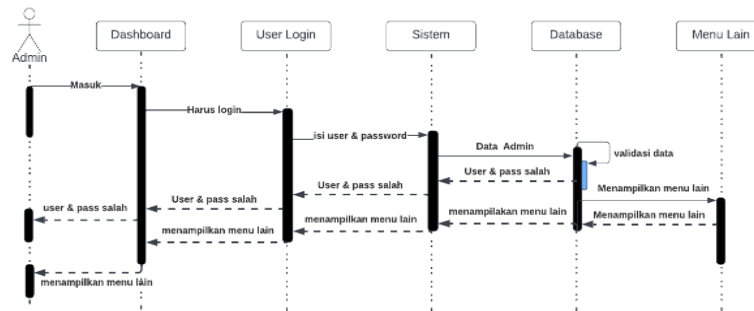 Admin
Dashboard
User Login
Sistem
Database
Menu Lain
Masuk
Harus login
isi user & password
Data Admin
validasi data
User & pass salah
User & pass salah
User & pass salah
user & pass salah
Menampilkan menu lain
Menampilkan menu lain
menampilakan menu lain
menampilkan menu lain
menampilkan menu lain
menampilkan menu lain